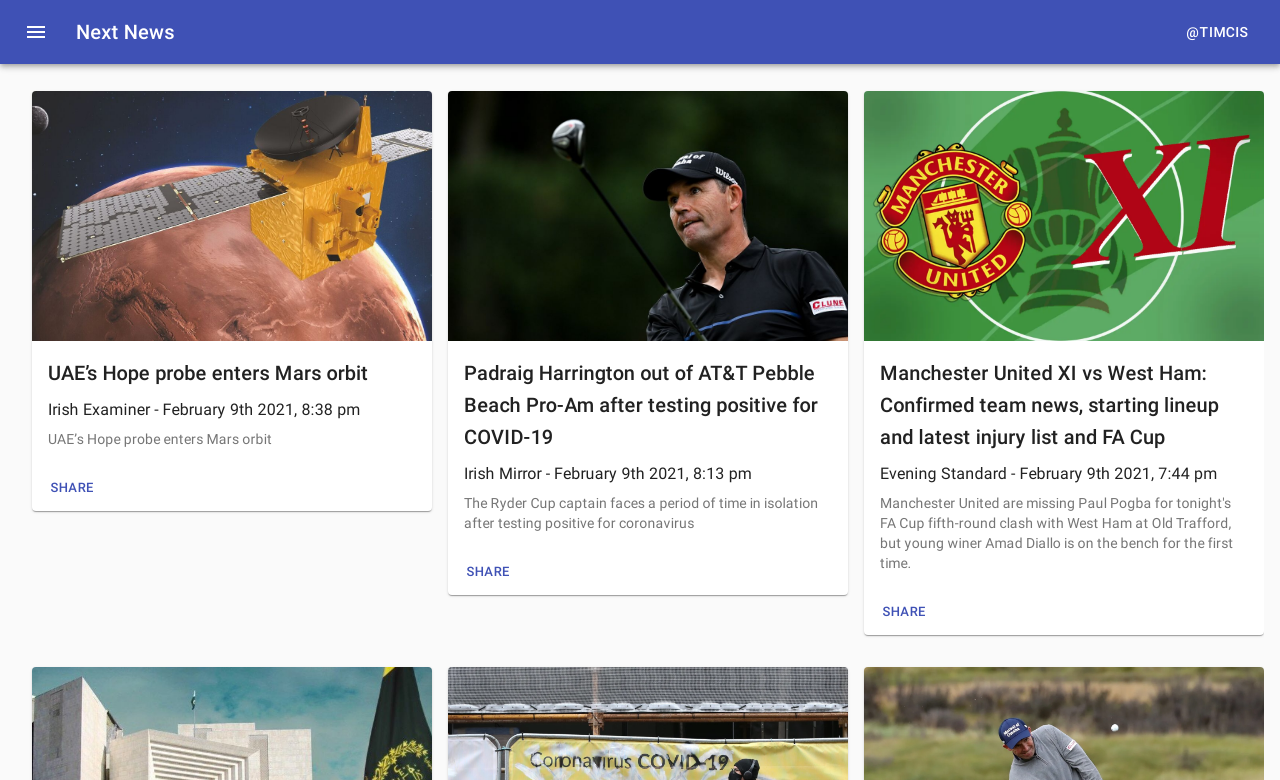 Next News
@TIMCIS
UAE’s Hope probe enters Mars orbit
Irish Examiner - February 9th 2021, 8:38 pm
UAE’s Hope probe enters Mars orbit
SHARE
Wilson
CLUNE
Padraig Harrington out of AT&T Pebble
Beach Pro-Am after testing positive for
COVID-19
Irish Mirror - February 9th 2021, 8:13 pm
The Ryder Cup captain faces a period of time in isolation
after testing positive for coronavirus
SHARE
MANCHESTER
UNITED
XI
Manchester United XI vs West Ham:
Confirmed team news, starting lineup
and latest injury list and FA Cup
Evening Standard - February 9th 2021, 7:44 pm
Manchester United are missing Paul Pogba for tonight's
FA Cup fifth-round clash with West Ham at Old Trafford,
but young winer Amad Diallo is on the bench for the first
time.
SHARE
Coronavirus COVID-19